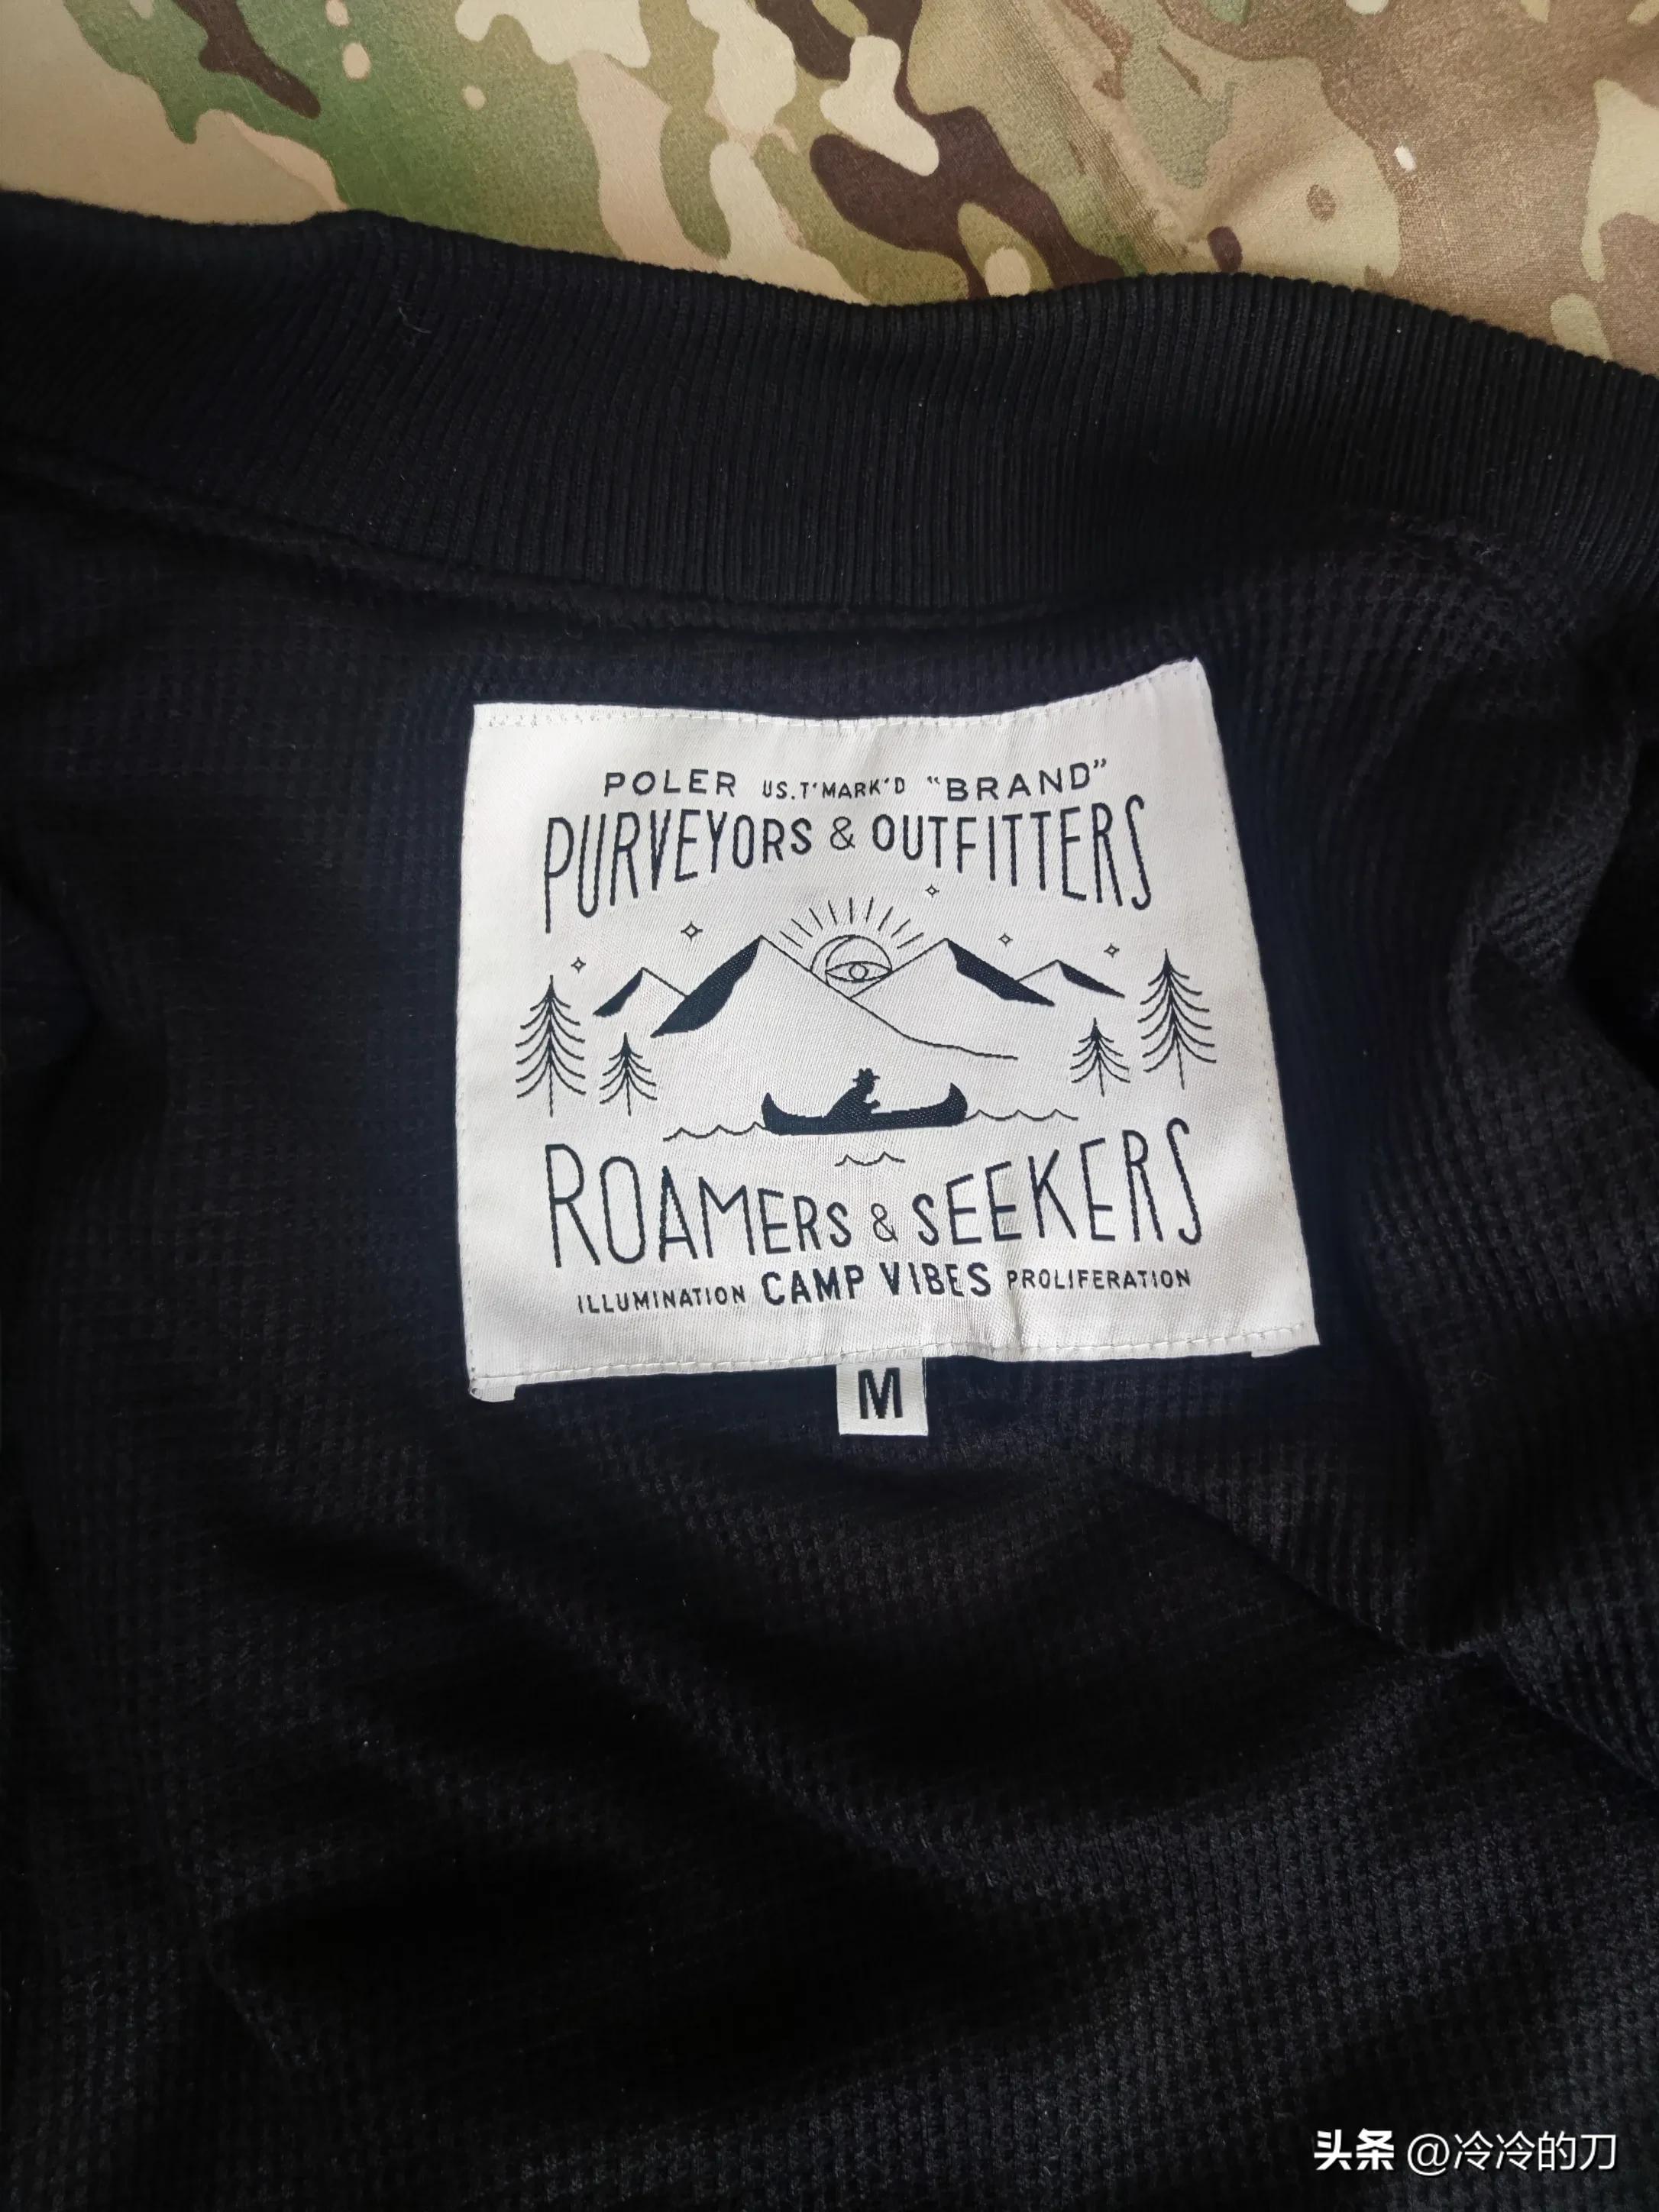 POLER US.T'MARK'D "BRAND"
PURVEYORS & OUTFITTERS
ROAMERS & SEEKERS
ILLUMINATION CAMP VIBES PROLIFERATION
M
头条 @冷冷的刀